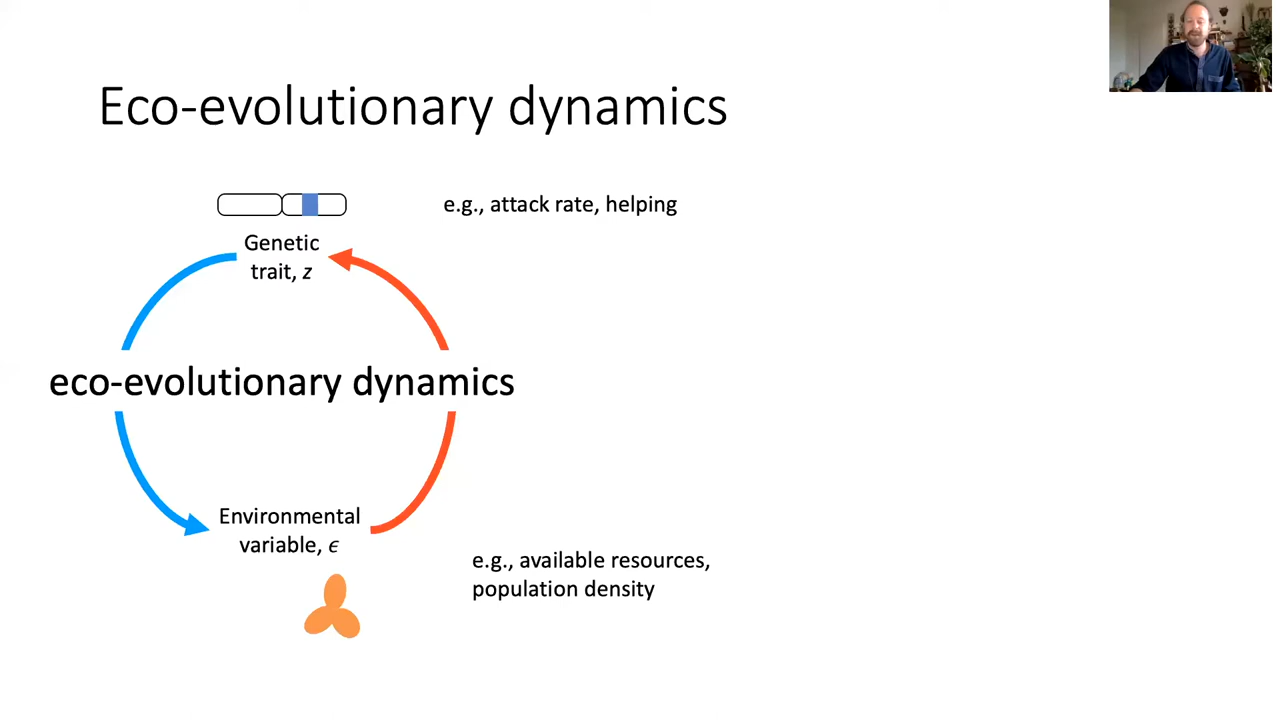 Eco-evolutionary dynamics
e.g., attack rate, helping
Genetic
trait, z
eco-evolutionary dynamics
Environmental
variable, ϵ
e.g., available resources,
population density